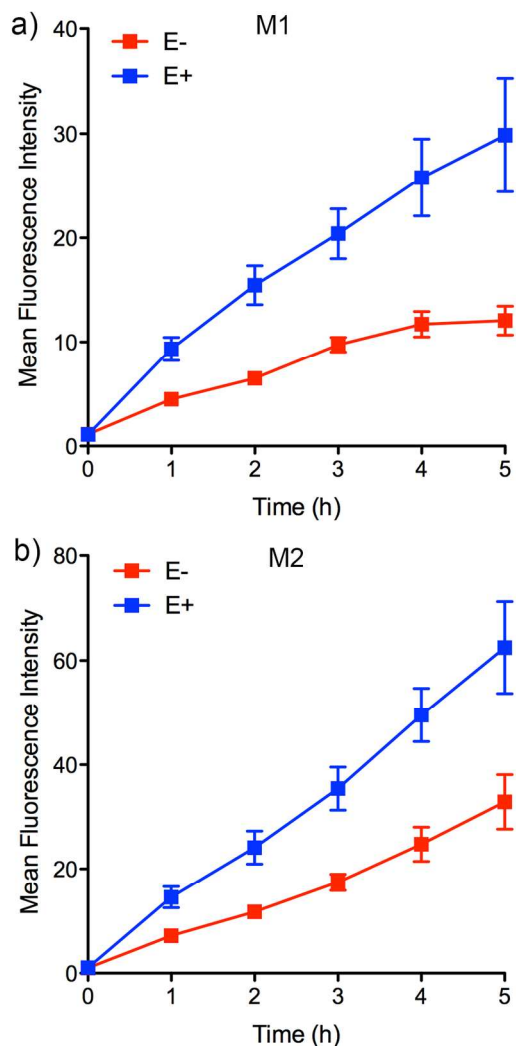 a) M1
E-
E+
40
30
20
10
0
Mean Fluorescence Intensity
0 1 2 3 4 5
Time (h)
b) M2
E-
E+
80
60
40
20
0
Mean Fluorescence Intensity
0 1 2 3 4 5
Time (h)